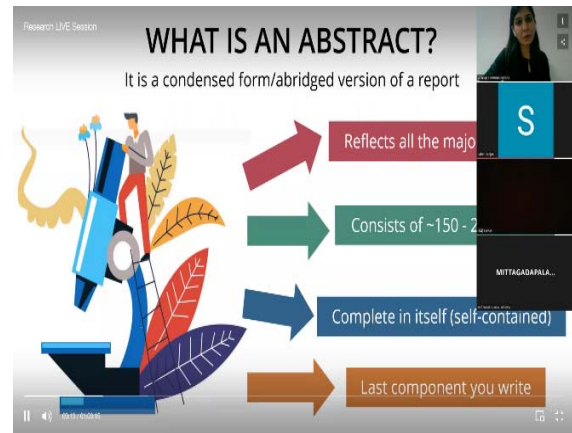 Research LIVE Session
WHAT IS AN ABSTRACT?
It is a condensed form/abridged version of a report
Reflects all the majo
S
Consists of ~150 - 2
MITTAGADAPALA...
Complete in itself (self-contained)
Last component you write